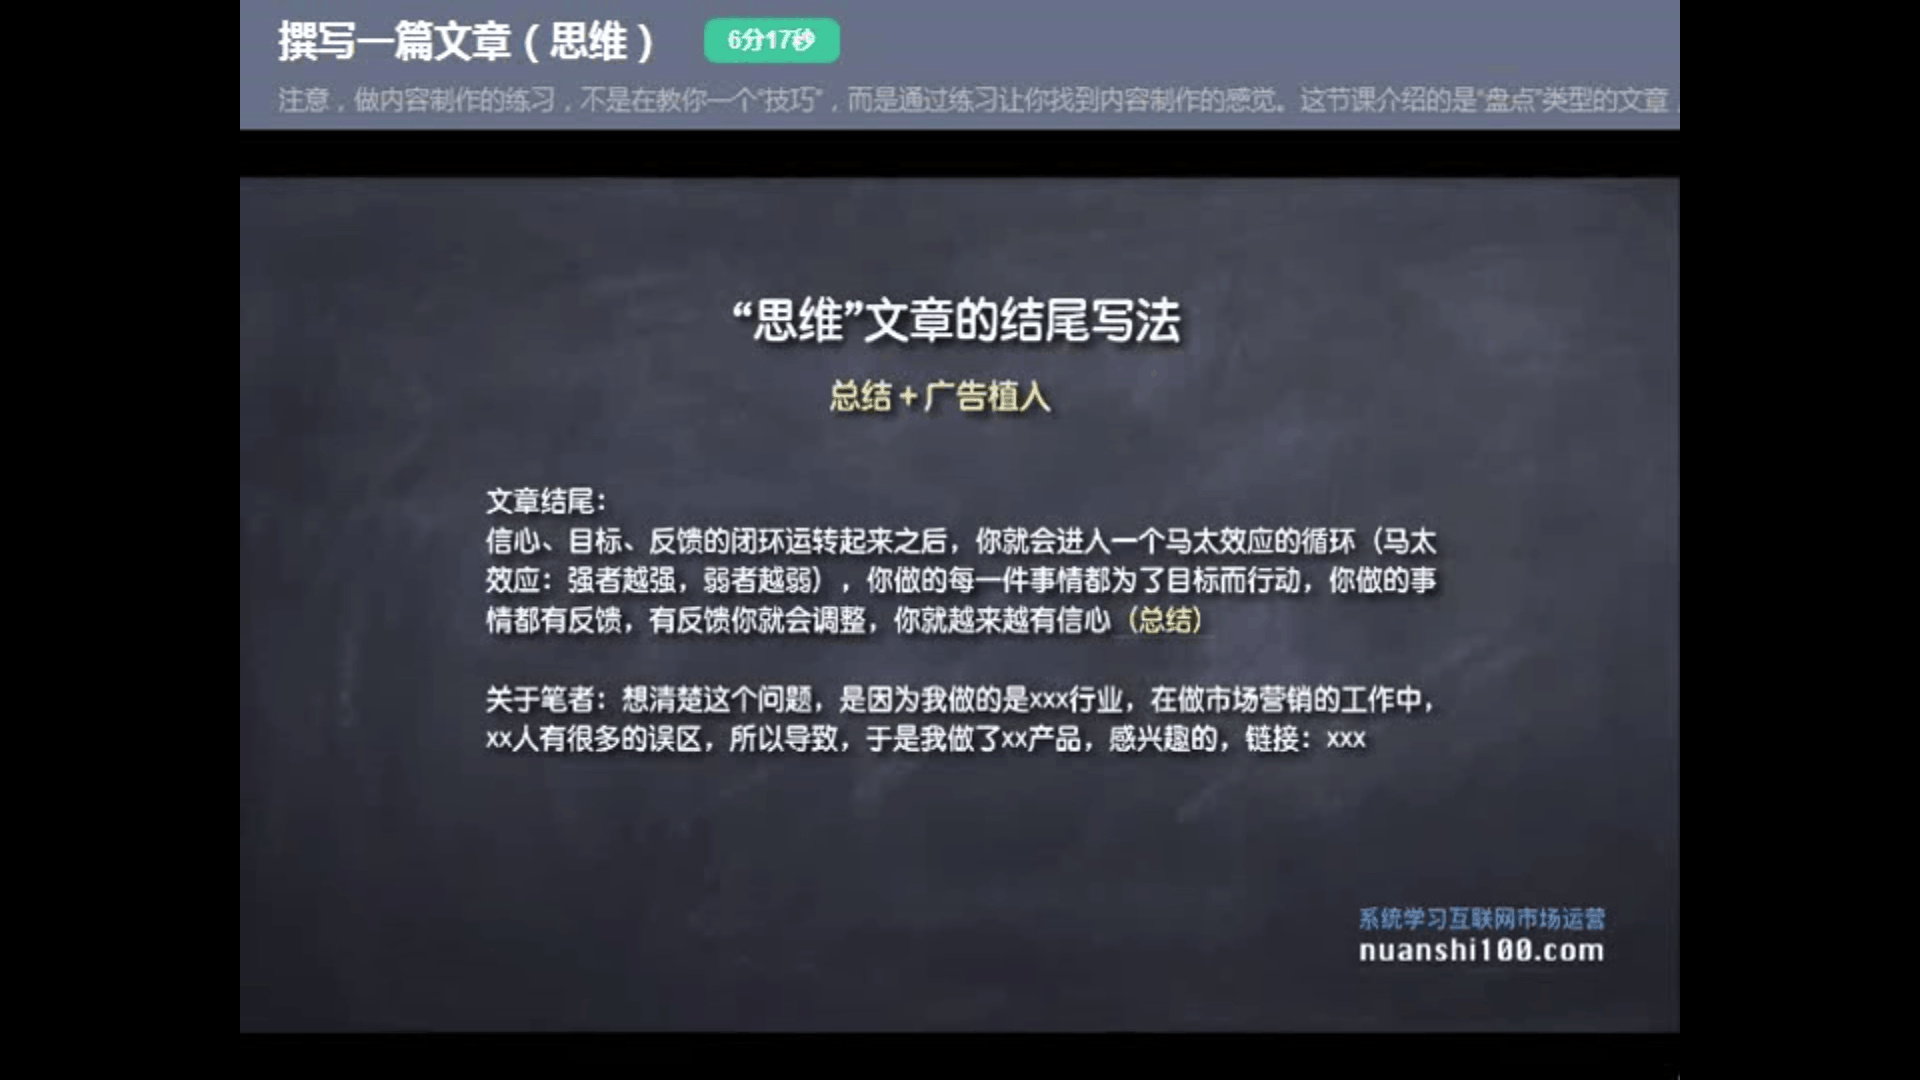 撰写一篇文章（思维）
6分17秒
注意，做内容制作的练习，不是在教你一个“技巧”，而是通过练习让你找到内容制作的感觉。这节课介绍的是“盘点”类型的文章，
“思维”文章的结尾写法
总结+广告植入
文章结尾：
信心、目标、反馈的闭环运转起来之后，你就会进入一个马太效应的循环（马太
效应：强者越强，弱者越弱），你做的每一件事情都为了目标而行动，你做的事
情都有反馈，有反馈你就会调整，你就越来越有信心（总结）
关于笔者：想清楚这个问题，是因为我做的是xxx行业，在做市场营销的工作中，
xx人有很多的误区，所以导致，于是我做了xx产品，感兴趣的，链接：xxx
系统学习互联网市场运营
nuanshi100.com